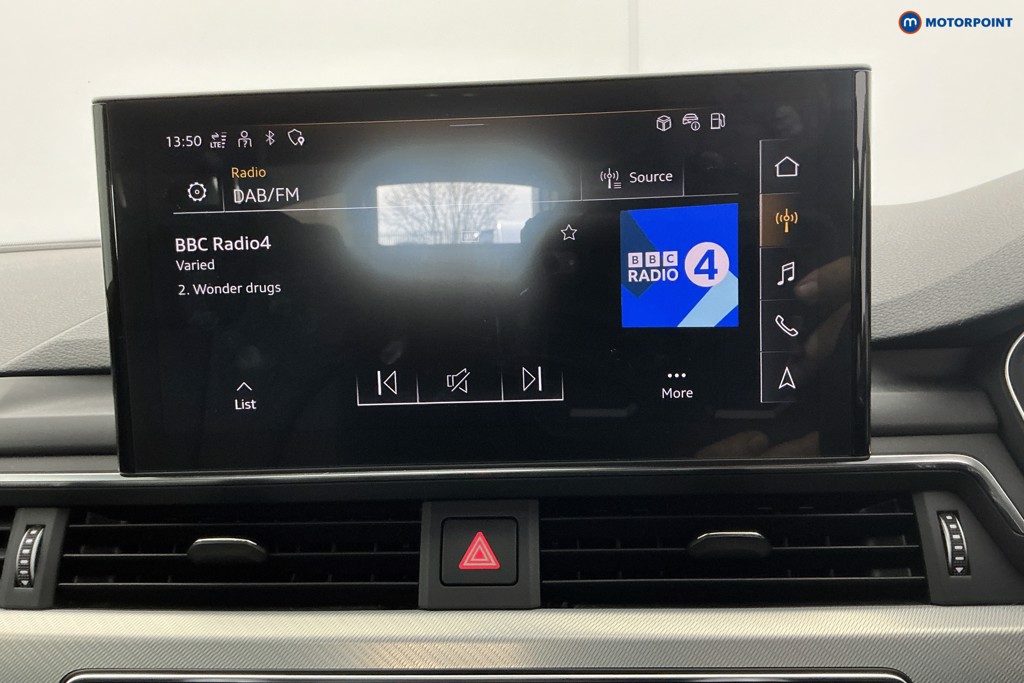 m MOTORPOINT
13:50 LTE
Radio
DAB/FM
Source
BBC Radio4
Varied
2. Wonder drugs
BBC
RADIO 4
List
More